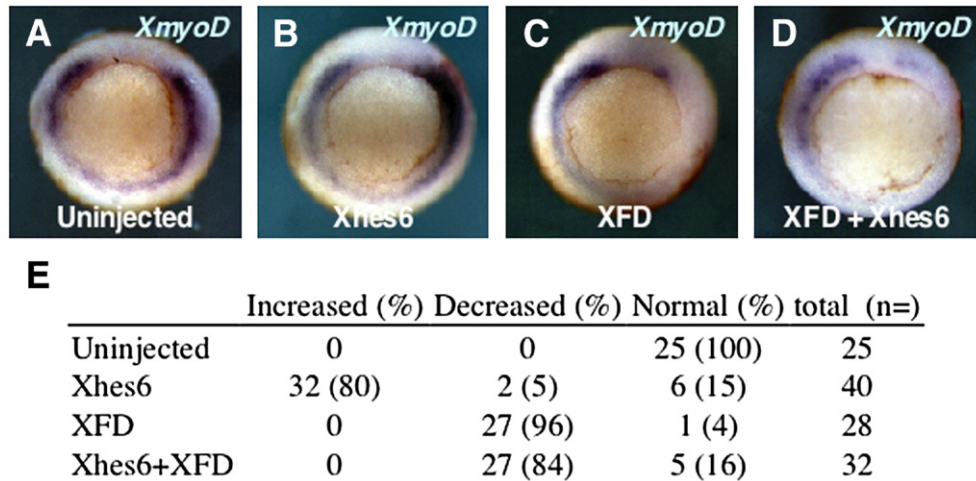 A XmyoD B XmyoD C XmyoD D XmyoD
Uninjected Xhes6 XFD XFD + Xhes6
E
Increased (%) Decreased (%) Normal (%) total (n=)
Uninjected 0 0 25 (100) 25
Xhes6 32 (80) 2 (5) 6 (15) 40
XFD 0 27 (96) 1 (4) 28
Xhes6+XFD 0 27 (84) 5 (16) 32